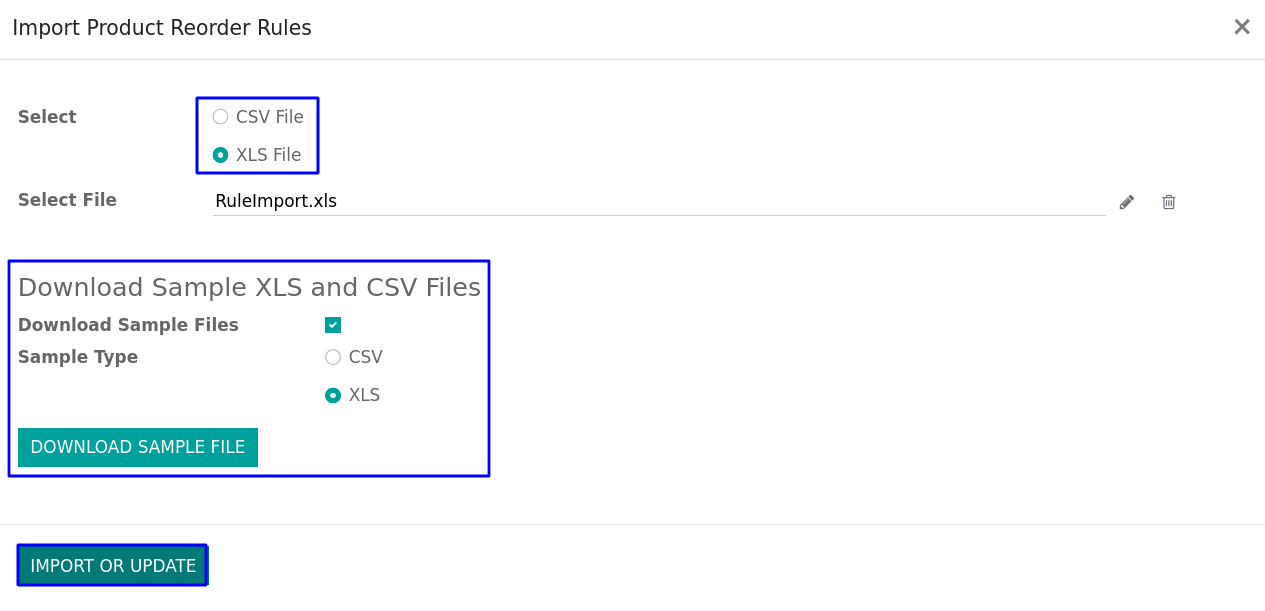 Import Product Reorder Rules
Select
CSV File
XLS File
Select File
RuleImport.xls
Download Sample XLS and CSV Files
Download Sample Files
Sample Type
CSV
XLS
DOWNLOAD SAMPLE FILE
IMPORT OR UPDATE